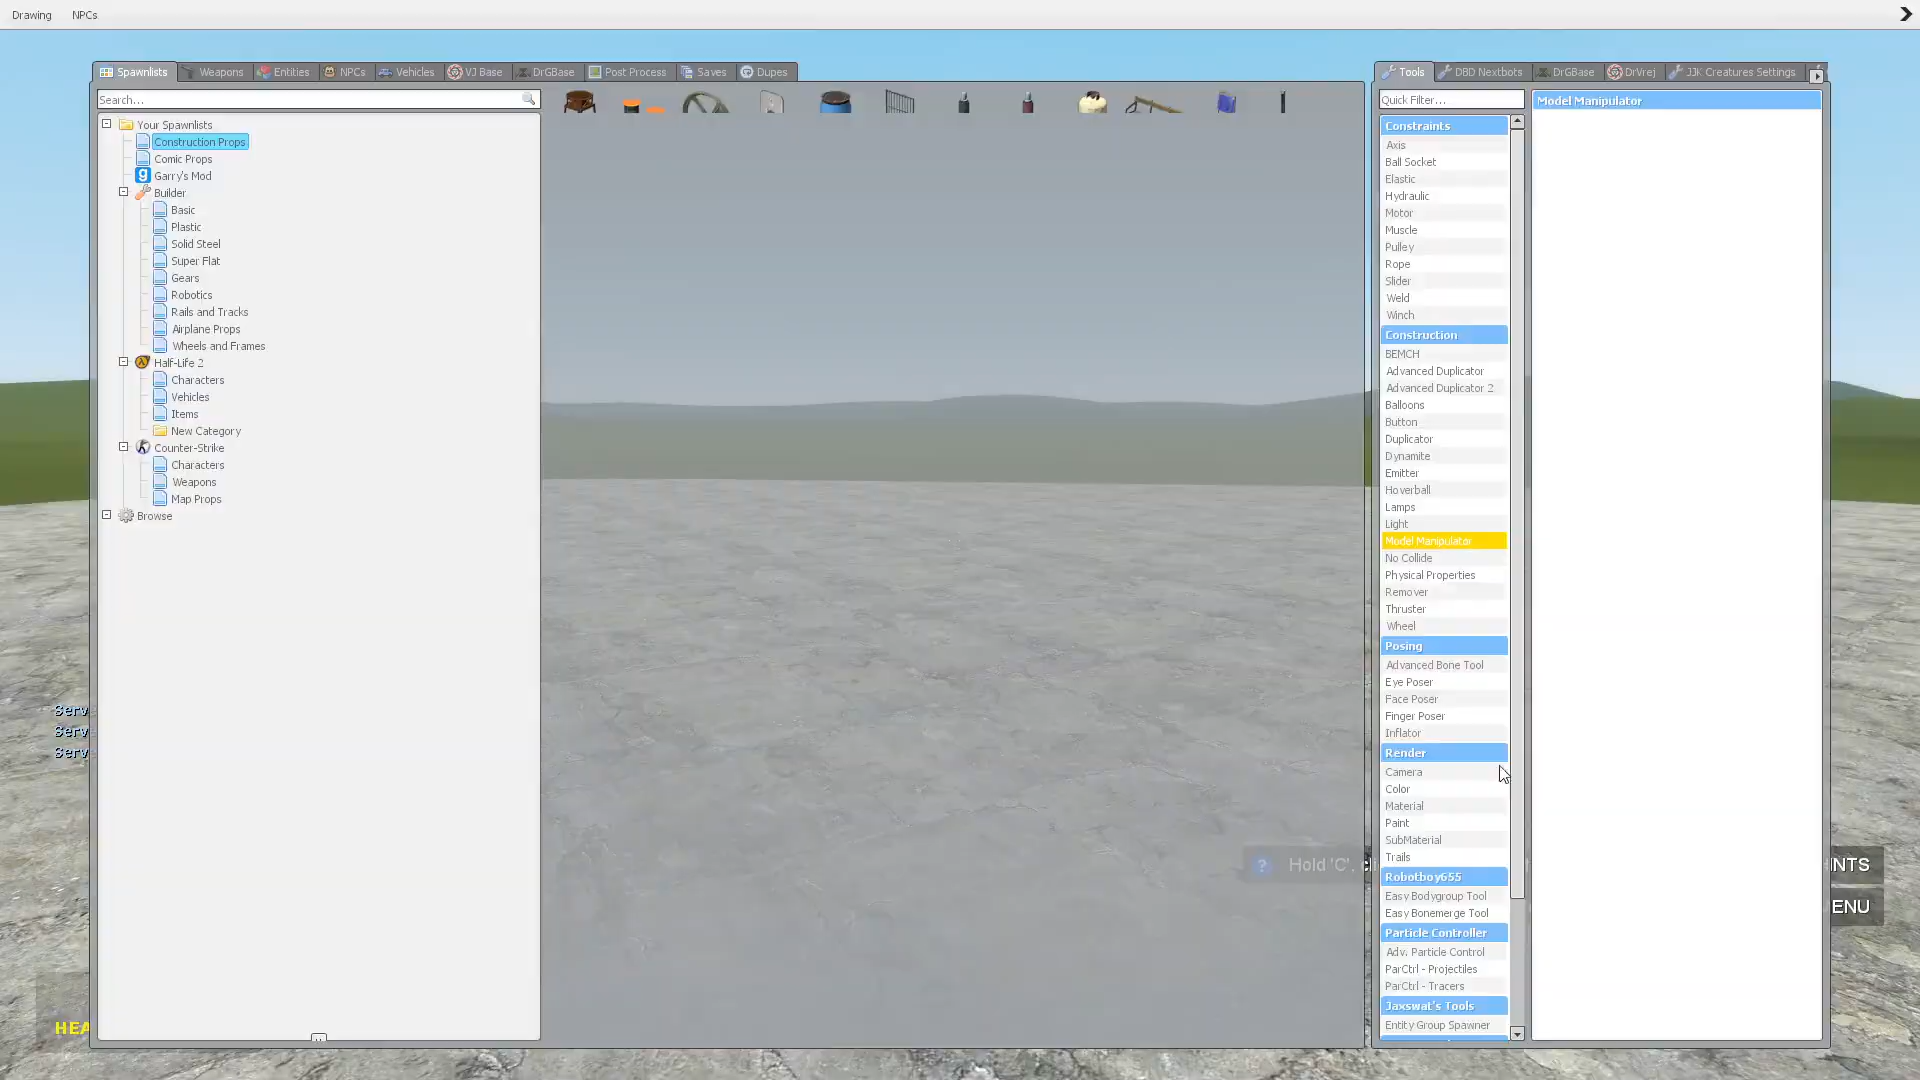 Drawing NPCs
Spawnlists Weapons Entities NPCs Vehicles VJ Base DrGBase Post Process Saves Dupes
Tools DBD Nextbots DrGBase DrVrej JJK Creatures Settings
Search...
Your Spawnlists
Construction Props
Comic Props
Garry's Mod
Builder
Basic
Plastic
Solid Steel
Super Flat
Gears
Robotics
Rails and Tracks
Airplane Props
Wheels and Frames
Half-Life 2
Characters
Vehicles
Items
New Category
Counter-Strike
Characters
Weapons
Map Props
Browse
Serv
Serv
Serv
HEA
Hold 'C', cli
INTS
ENU
Quick Filter...
Constraints
Axis
Ball Socket
Elastic
Hydraulic
Motor
Muscle
Pulley
Rope
Slider
Weld
Winch
Construction
BEMCH
Advanced Duplicator
Advanced Duplicator 2
Balloons
Button
Duplicator
Dynamite
Emitter
Hoverball
Lamps
Light
Model Manipulator
No Collide
Physical Properties
Remover
Thruster
Wheel
Posing
Advanced Bone Tool
Eye Poser
Face Poser
Finger Poser
Inflator
Render
Camera
Color
Material
Paint
SubMaterial
Trails
Robotboy655
Easy Bodygroup Tool
Easy Bonemerge Tool
Particle Controller
Adv. Particle Control
ParCtrl - Projectiles
ParCtrl - Tracers
Jaxswat's Tools
Entity Group Spawner
Model Manipulator